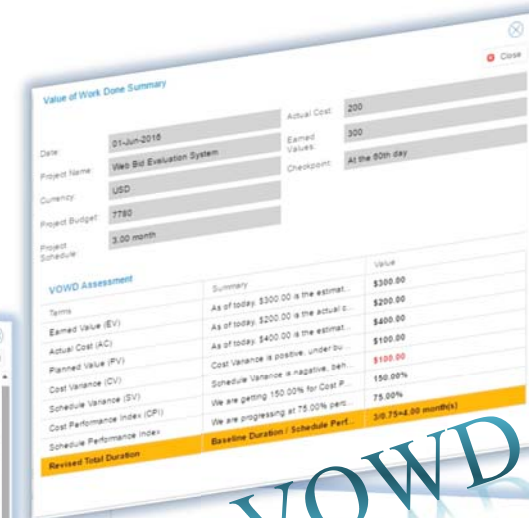 Close
Value of Work Done Summary
Date: 01-Jun-2016
Actual Cost: 200
Project Name: Web Bid Evaluation System
Earned Values: 300
Currency: USD
Checkpoint: At the 60th day
Project Budget: 7780
Project Schedule: 3.00 month
VOWD Assessment
Terms Summary Value
Earned Value (EV) As of today, $300.00 is the estimat... $300.00
Actual Cost (AC) As of today, $200.00 is the actual c... $200.00
Planned Value (PV) As of today, $400.00 is the estimat... $400.00
Cost Variance (CV) Cost Variance is positive, under bu... $100.00
Schedule Variance (SV) Schedule Variance is nagative, beh... $100.00
Cost Performance Index (CPI) We are getting 150.00% for Cost P... 150.00%
Schedule Performance Index We are progressing at 75.00% perc... 75.00%
Revised Total Duration Baseline Duration / Schedule Perf... 3/0.75=4.00 month(s)
VOWD